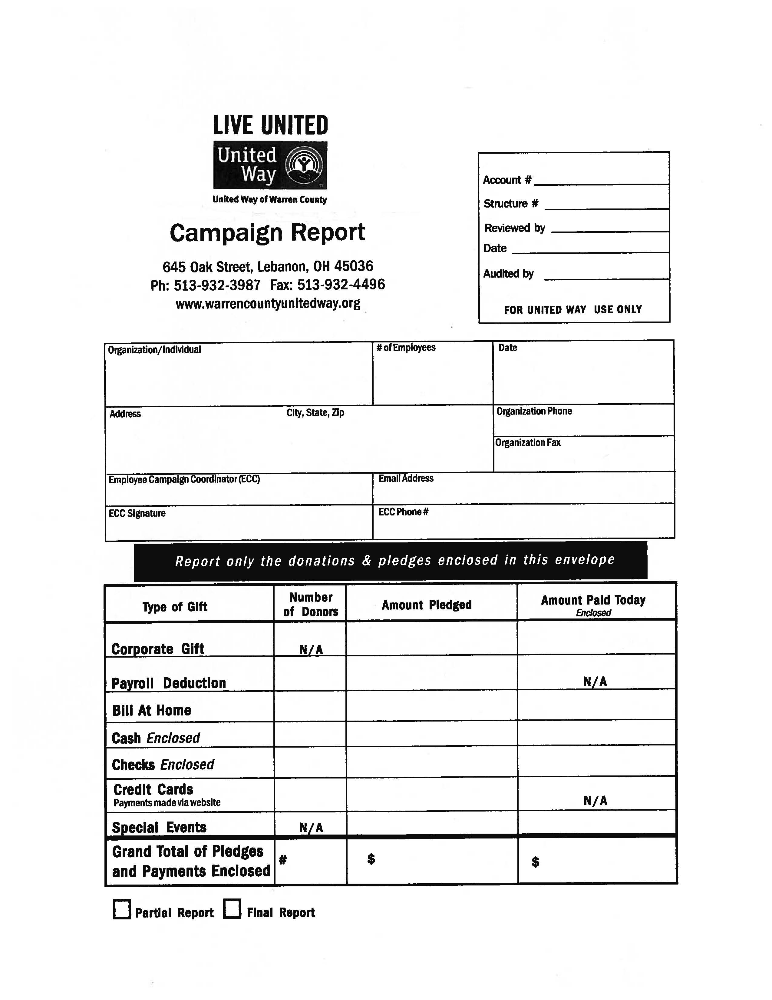 LIVE UNITED
United
Way
United Way of Warren County
Campaign Report
645 Oak Street, Lebanon, OH 45036
Ph: 513-932-3987 Fax: 513-932-4496
www.warrencountyunitedway.org
Account #
Structure #
Reviewed by
Date
Audited by
FOR UNITED WAY USE ONLY
Organization/Individual # of Employees Date
Address City, State, Zip Organization Phone
Organization Fax
Employee Campaign Coordinator (ECC) Email Address
ECC Signature ECC Phone #
Report only the donations & pledges enclosed in this envelope
Type of Gift Number of Donors Amount Pledged Amount Paid Today Enclosed
Corporate Gift N/A
Payroll Deduction N/A
Bill At Home
Cash Enclosed
Checks Enclosed
Credit Cards
Payments made via website N/A
Special Events N/A
Grand Total of Pledges
and Payments Enclosed # $ $
Partial Report Final Report